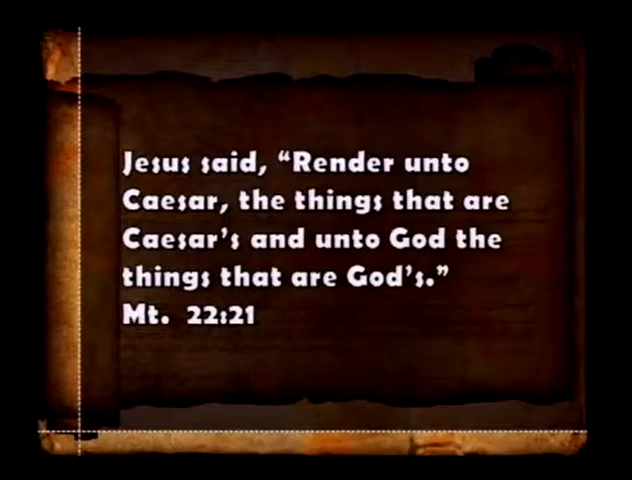 Jesus said, “Render unto
Caesar, the things that are
Caesar’s and unto God the
things that are God’s.”
Mt. 22:21